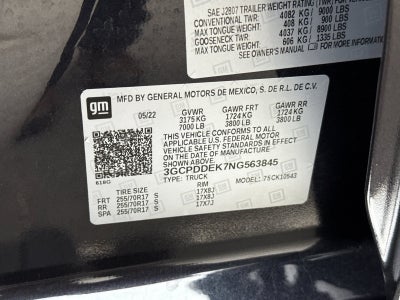 SAE J2807 TRAILER WEIGHT RATING (TWR
CONVENTIONAL TWR 4082 KG / 9000 LBS
MAX TONGUE WEIGHT 408 KG / 900 LBS
GOOSENECK TWR 4037 KG / 8900 LBS
MAX TONGUE WEIGHT 606 KG / 1335 LBS
SEE OWNER'S MANUAL
gm
MFD BY GENERAL MOTORS DE MEXICO, S. DE R.L. DE C.V.
05/22 GVWR GAWR FRT GAWR RR
3175 KG 1724 KG 1724 KG
7000 LB 3800 LB 3800 LB
THIS VEHICLE CONFORMS TO ALL
APPLICABLE U.S. FEDERAL MOTOR
VEHICLE SAFETY STANDARDS IN EFFECT ON
THE DATE OF MANUFACTURE SHOWN ABOVE.
3GCPDDEK7NG563845
618G TYPE: TRUCK MODEL: 75CK10543
TIRE SIZE RIM
FRT 255/70R17 S 17X8J
RR 255/70R17 S 17X8J
SPA 255/70R17 S 17X7J